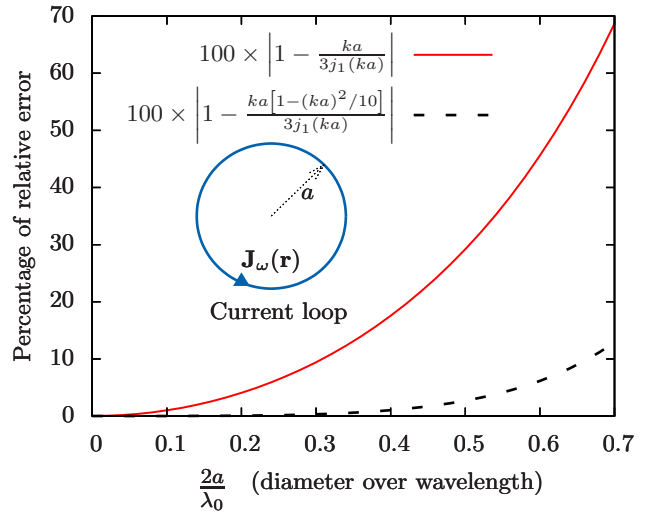 70
60
50
40
30
20
10
0
Percentage of relative error
100 × |1 − ka/3j₁(ka)|
100 × |1 − ka[1−(ka)²/10]/3j₁(ka)|
a
J_ω(r)
Current loop
0 0.1 0.2 0.3 0.4 0.5 0.6 0.7
2a/λ₀ (diameter over wavelength)